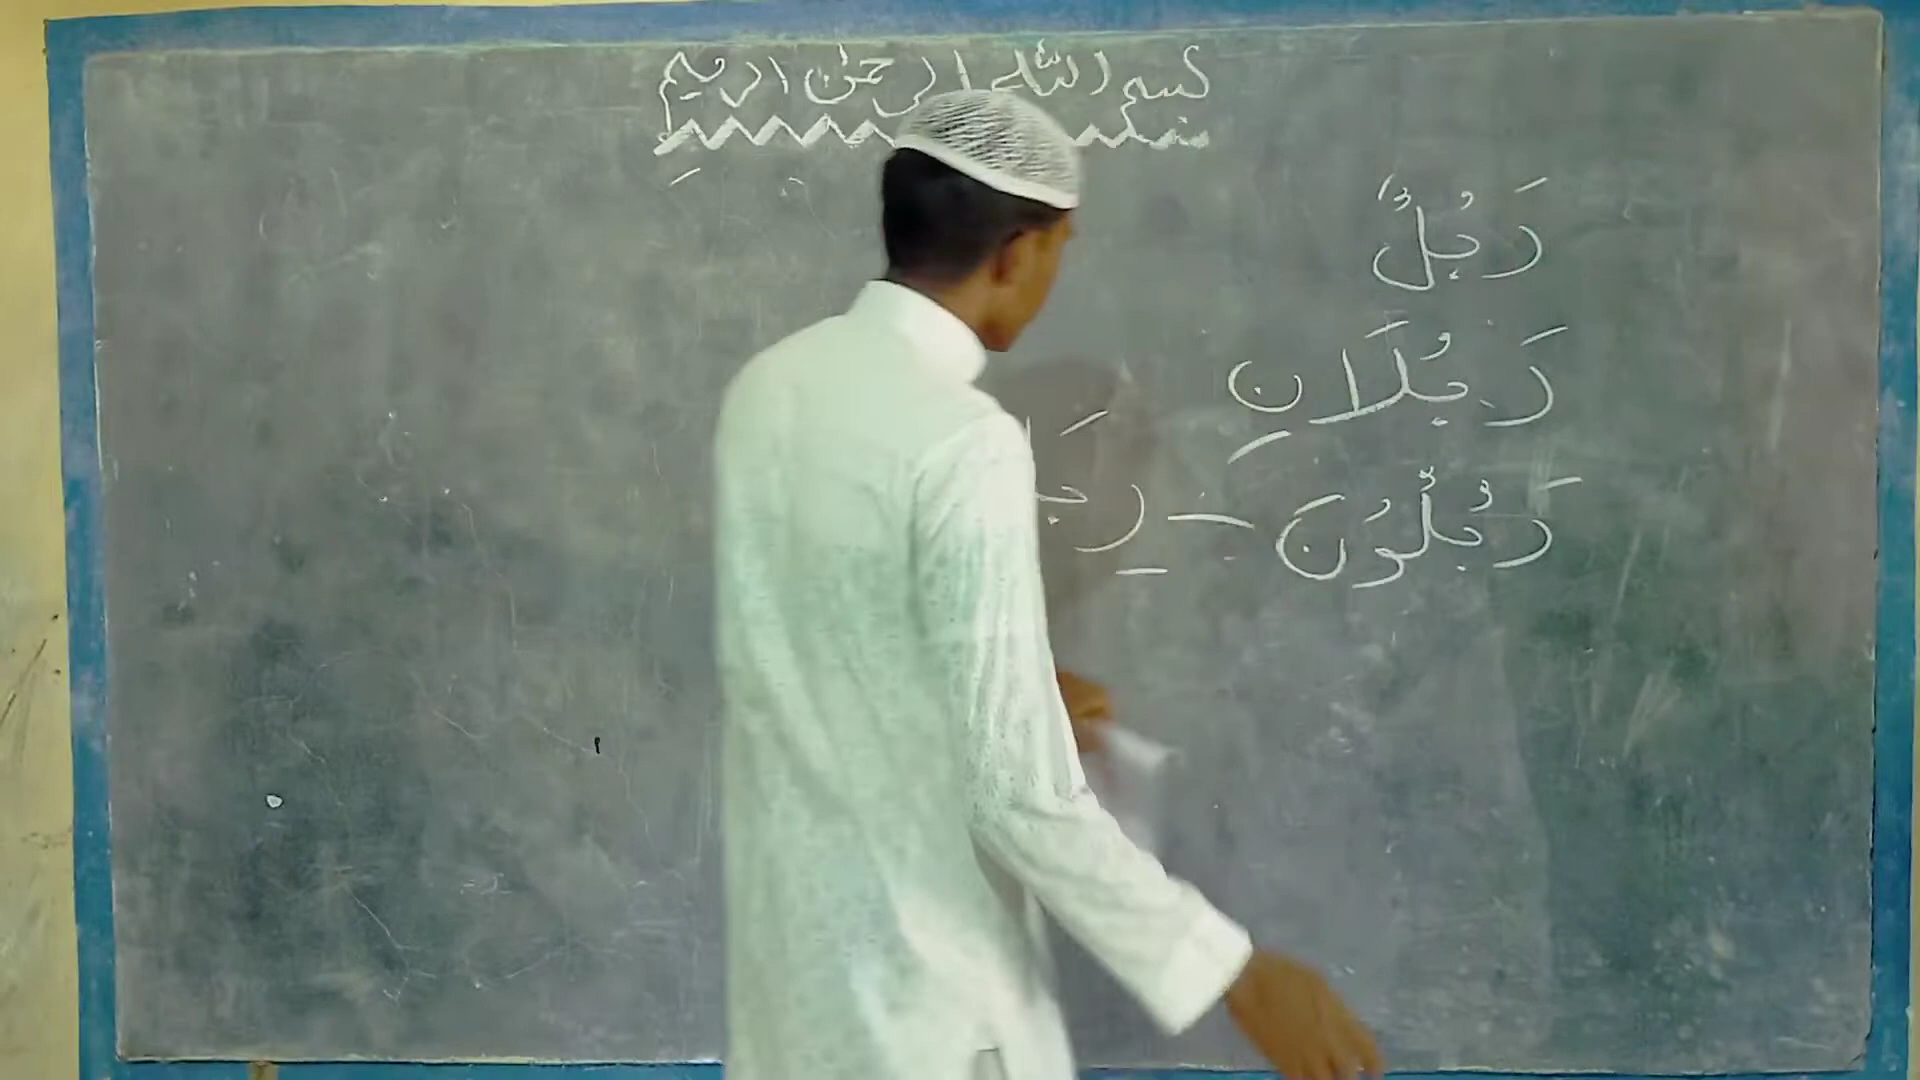 بسم الله الرحمن الرحيم
رَجُلٌ
رَجُلَانِ
رَجُلُوْنَ -